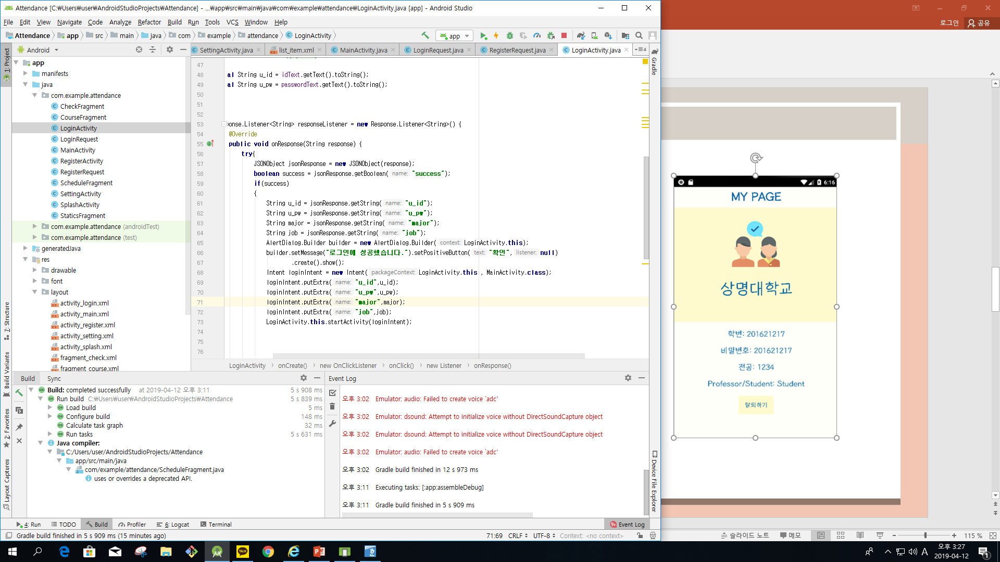 Attendance [C:₩Users₩user₩AndroidStudioProjects₩Attendance] - ...₩app₩src₩main₩java₩com₩example₩attendance₩LoginActivity.java [app] - Android Studio
File Edit View Navigate Code Analyze Refactor Build Run Tools VCS Window Help
Attendance app src main java com example attendance LoginActivity
app
Android
SettingActivity.java list_item.xml MainActivity.java LoginRequest.java RegisterRequest.java LoginActivity.java
4
1: Project
7: Structure
Build Variants
2: Favorites
Layout Captures
app
manifests
java
com.example.attendance
CheckFragment
CourseFragment
LoginActivity
LoginRequest
MainActivity
RegisterActivity
RegisterRequest
ScheduleFragment
SettingActivity
SplashActivity
StaticsFragment
com.example.attendance (androidTest)
com.example.attendance (test)
generatedJava
res
drawable
font
layout
activity_login.xml
activity_main.xml
activity_register.xml
activity_setting.xml
activity_splash.xml
fragment_check.xml
fragment_course.xml
47
48 al String u_id = idText.getText().toString();
49 al String u_pw = passwordText.getText().toString();
50
51
52
53 onse.Listener<String> responseListener = new Response.Listener<String>() {
54 @Override
55 public void onResponse(String response) {
56 try{
57 JSONObject jsonResponse = new JSONObject(response);
58 boolean success = jsonResponse.getBoolean( name: "success");
59 if(success)
60 {
61 String u_id = jsonResponse.getString( name: "u_id");
62 String u_pw = jsonResponse.getString( name: "u_pw");
63 String major = jsonResponse.getString( name: "major");
64 String job = jsonResponse.getString( name: "job");
65 AlertDialog.Builder builder = new AlertDialog.Builder( context: LoginActivity.this);
66 builder.setMessage("로그인에 성공했습니다.").setPositiveButton( text: "확인", listener: null)
67 .create().show();
68 Intent loginIntent = new Intent( packageContext: LoginActivity.this , MainActivity.class);
69 loginIntent.putExtra( name: "u_id",u_id);
70 loginIntent.putExtra( name: "u_pw",u_pw);
71 loginIntent.putExtra( name: "major",major);
72 loginIntent.putExtra( name: "job",job);
73 LoginActivity.this.startActivity(loginIntent);
74
75
76
LoginActivity onCreate() new OnClickListener onClick() new Listener onResponse()
Gradle
Device File Explorer
Build Sync
Build: completed successfully at 2019-04-12 오후 3:11 5 s 908 ms
Run build C:₩Users₩user₩AndroidStudioProjects₩Attendance 5 s 839 ms
Load build 5 ms
Configure build 148 ms
Calculate task graph 32 ms
Run tasks 5 s 631 ms
Java compiler:
C:/Users/user/AndroidStudioProjects/Attendance
app/src/main/java
com/example/attendance/ScheduleFragment.java
uses or overrides a deprecated API.
Event Log
오후 3:02 Emulator: audio: Failed to create voice `adc'
오후 3:02 Emulator: dsound: Attempt to initialize voice without DirectSoundCapture object
오후 3:02 Emulator: dsound: Attempt to initialize voice without DirectSoundCapture object
오후 3:02 Emulator: audio: Failed to create voice `adc'
오후 3:02 Gradle build finished in 12 s 973 ms
오후 3:11 Executing tasks: [:app:assembleDebug]
오후 3:11 Gradle build finished in 5 s 909 ms
4: Run TODO Build Profiler 6: Logcat Terminal 9+ Event Log
Gradle build finished in 5 s 909 ms (15 minutes ago) 71:69 CRLF UTF-8 Context: <no context>
로그인 공유
6:16
MY PAGE
상명대학교
학번: 201621217
비밀번호: 201621217
전공: 1234
Professor/Student: Student
탈퇴하기
슬라이드 노트 메모 115 %
TALK
A 오후 3:27
2019-04-12
1